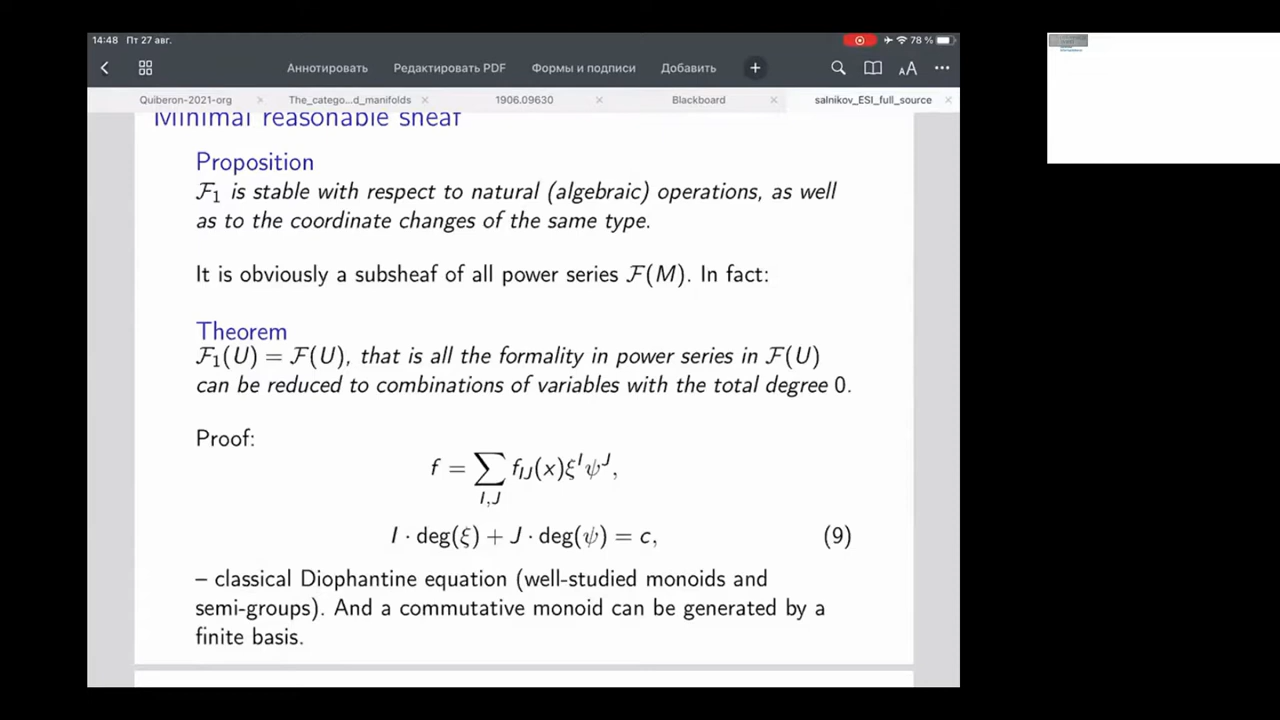 14:48 Пт 27 авг. 78 %
Аннотировать Редактировать PDF Формы и подписи Добавить
Quiberon-2021-org The_catego...d_manifolds 1906.09630 Blackboard salnikov_ESI_full_source
Minimal reasonable sheaf
Proposition
𝓕₁ is stable with respect to natural (algebraic) operations, as well
as to the coordinate changes of the same type.
It is obviously a subsheaf of all power series 𝓕(M). In fact:
Theorem
𝓕₁(U) = 𝓕(U), that is all the formality in power series in 𝓕(U)
can be reduced to combinations of variables with the total degree 0.
Proof:
f = ∑_{I,J} f_{IJ}(x)ξ^I ψ^J,
I · deg(ξ) + J · deg(ψ) = c, (9)
– classical Diophantine equation (well-studied monoids and
semi-groups). And a commutative monoid can be generated by a
finite basis.